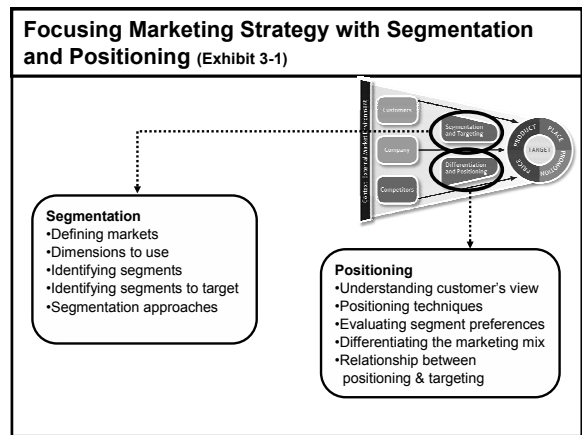 Focusing Marketing Strategy with Segmentation
and Positioning (Exhibit 3-1)
Customers
Company
Competitors
Segmentation
and Targeting
Differentiation
and Positioning
PRODUCT
PLACE
PROMOTION
PRICE
TARGET
Segmentation
•Defining markets
•Dimensions to use
•Identifying segments
•Identifying segments to target
•Segmentation approaches
Positioning
•Understanding customer's view
•Positioning techniques
•Evaluating segment preferences
•Differentiating the marketing mix
•Relationship between
positioning & targeting